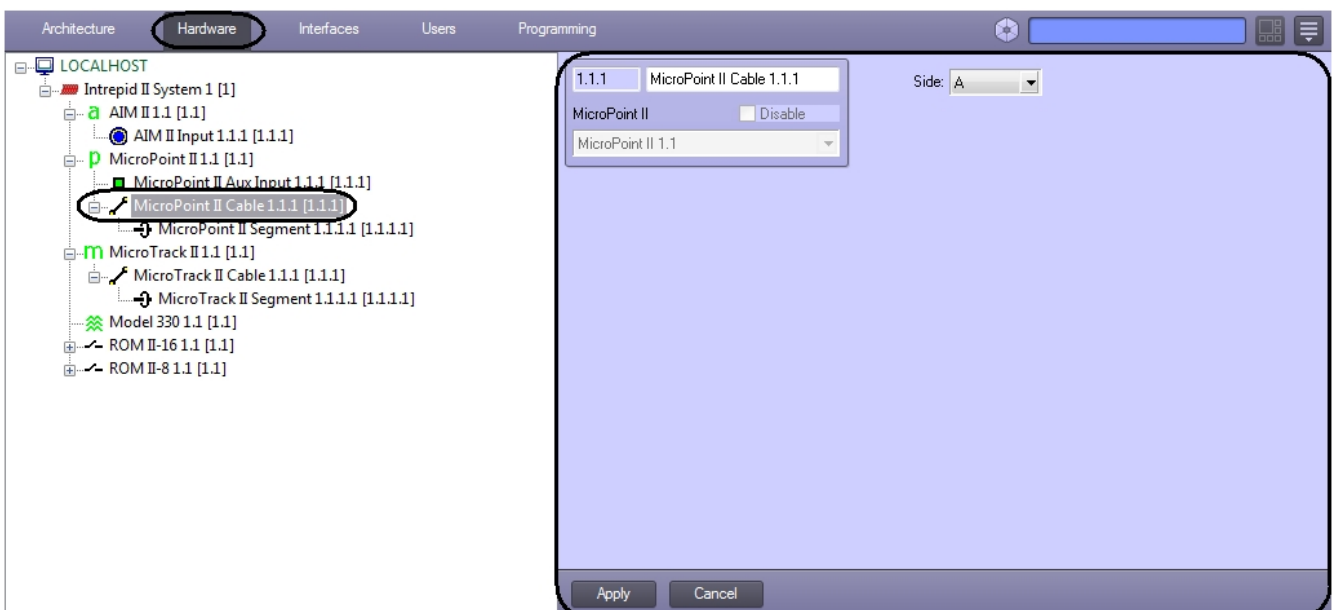 Architecture Hardware Interfaces Users Programming
LOCALHOST
Intrepid II System 1 [1]
a AIM II 1.1 [1.1]
AIM II Input 1.1.1 [1.1.1]
p MicroPoint II 1.1 [1.1]
MicroPoint II Aux Input 1.1.1 [1.1.1]
MicroPoint II Cable 1.1.1 [1.1.1]
MicroPoint II Segment 1.1.1.1 [1.1.1.1]
m MicroTrack II 1.1 [1.1]
MicroTrack II Cable 1.1.1 [1.1.1]
MicroTrack II Segment 1.1.1.1 [1.1.1.1]
Model 330 1.1 [1.1]
ROM II-16 1.1 [1.1]
ROM II-8 1.1 [1.1]
1.1.1 MicroPoint II Cable 1.1.1 Side: A
MicroPoint II Disable
MicroPoint II 1.1
Apply Cancel